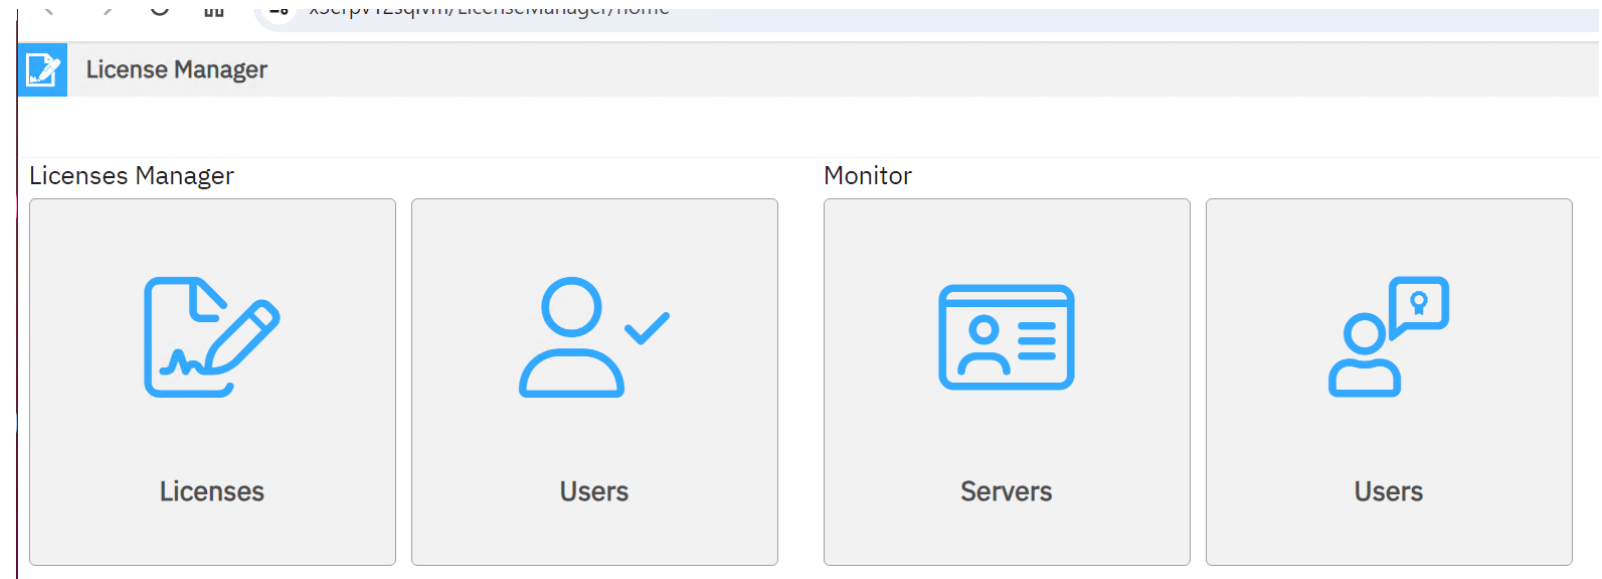 License Manager
Licenses Manager
Monitor
Licenses
Users
Servers
Users